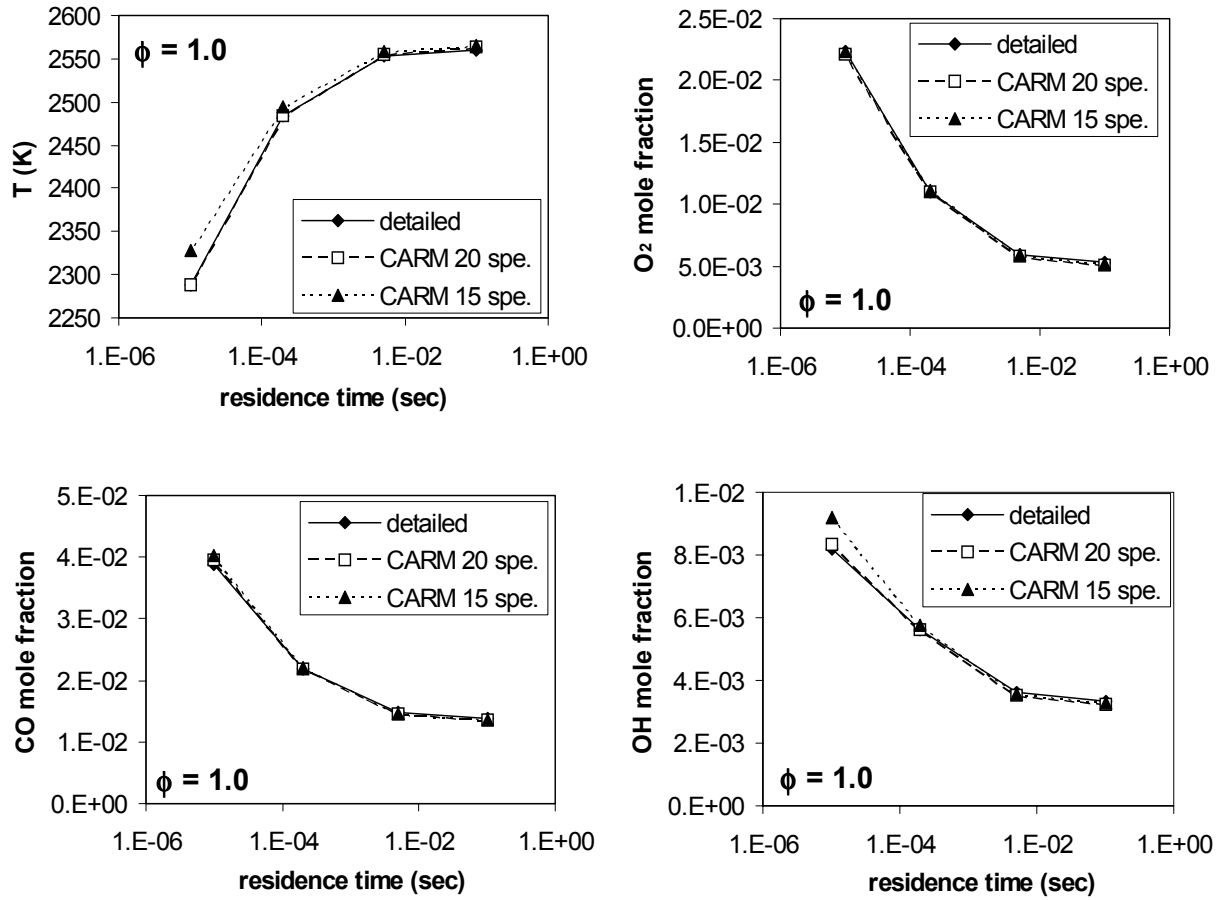 ϕ = 1.0
T (K)
2600
2550
2500
2450
2400
2350
2300
2250
detailed
CARM 20 spe.
CARM 15 spe.
1.E-06 1.E-04 1.E-02 1.E+00
residence time (sec)
O2 mole fraction
2.5E-02
2.0E-02
1.5E-02
1.0E-02
5.0E-03
0.0E+00
detailed
CARM 20 spe.
CARM 15 spe.
ϕ = 1.0
1.E-06 1.E-04 1.E-02 1.E+00
residence time (sec)
CO mole fraction
5.E-02
4.E-02
3.E-02
2.E-02
1.E-02
0.E+00
detailed
CARM 20 spe.
CARM 15 spe.
ϕ = 1.0
1.E-06 1.E-04 1.E-02 1.E+00
residence time (sec)
OH mole fraction
1.E-02
8.E-03
6.E-03
4.E-03
2.E-03
0.E+00
detailed
CARM 20 spe.
CARM 15 spe.
ϕ = 1.0
1.E-06 1.E-04 1.E-02 1.E+00
residence time (sec)